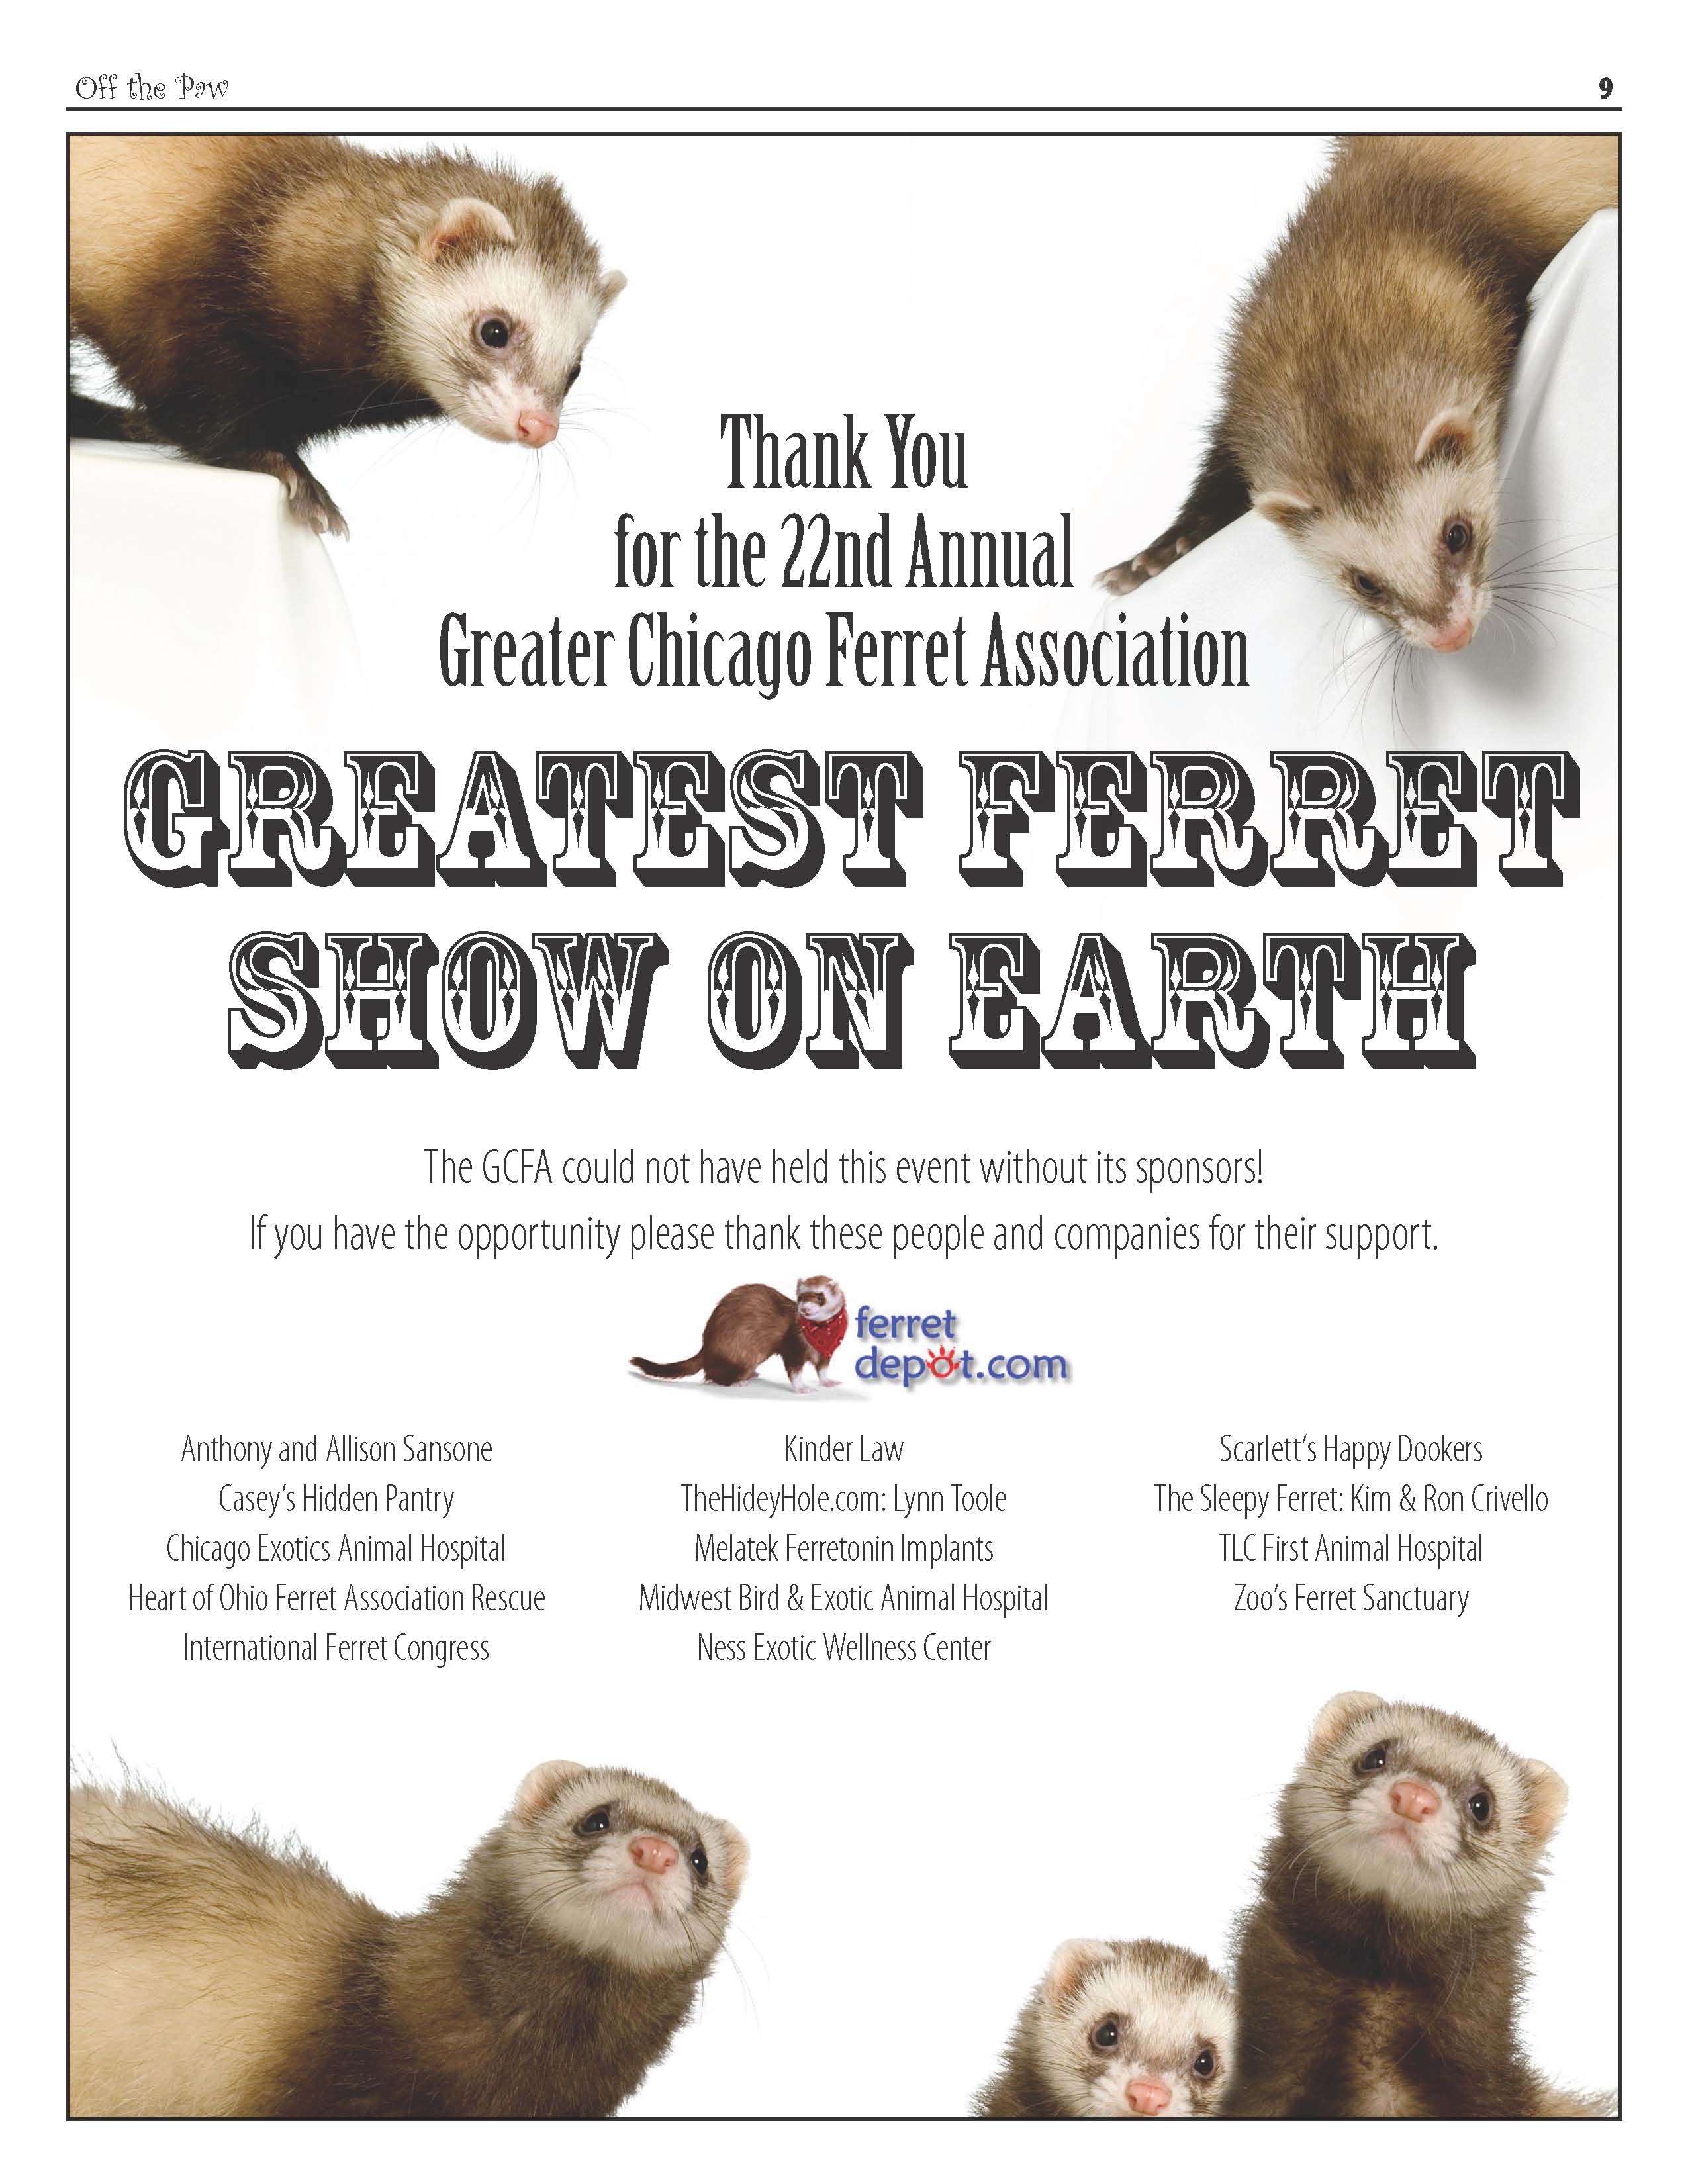 Off the Paw
9
Thank You
for the 22nd Annual
Greater Chicago Ferret Association
GREATEST FERRET
SHOW ON EARTH
The GCFA could not have held this event without its sponsors!
If you have the opportunity please thank these people and companies for their support.
ferret
depot.com
Anthony and Allison Sansone
Casey's Hidden Pantry
Chicago Exotics Animal Hospital
Heart of Ohio Ferret Association Rescue
International Ferret Congress
Kinder Law
TheHideyHole.com: Lynn Toole
Melatek Ferretonin Implants
Midwest Bird & Exotic Animal Hospital
Ness Exotic Wellness Center
Scarlett's Happy Dookers
The Sleepy Ferret: Kim & Ron Crivello
TLC First Animal Hospital
Zoo's Ferret Sanctuary